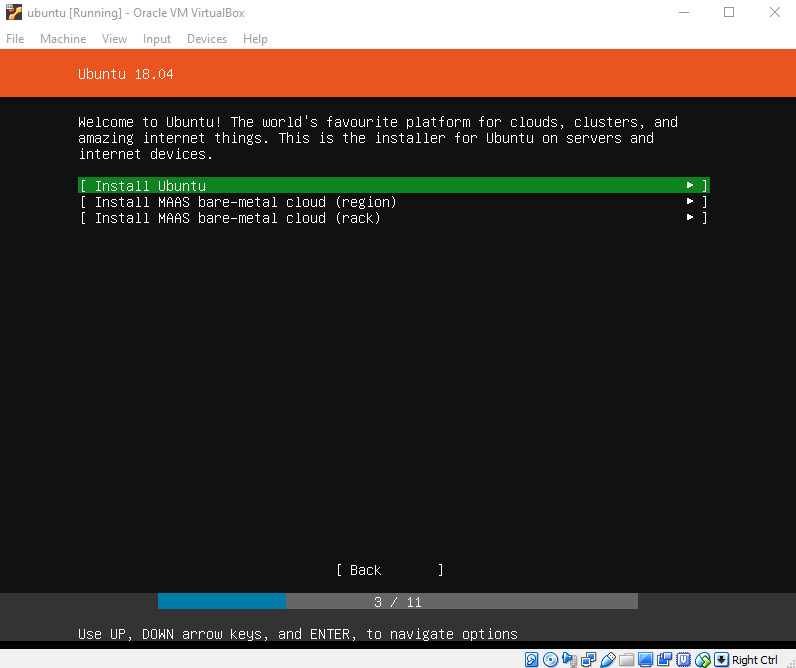 ubuntu [Running] - Oracle VM VirtualBox
File Machine View Input Devices Help
Ubuntu 18.04
Welcome to Ubuntu! The world's favourite platform for clouds, clusters, and
amazing internet things. This is the installer for Ubuntu on servers and
internet devices.
[ Install Ubuntu ► ]
[ Install MAAS bare-metal cloud (region) ► ]
[ Install MAAS bare-metal cloud (rack) ► ]
[ Back ]
3 / 11
Use UP, DOWN arrow keys, and ENTER, to navigate options
Right Ctrl